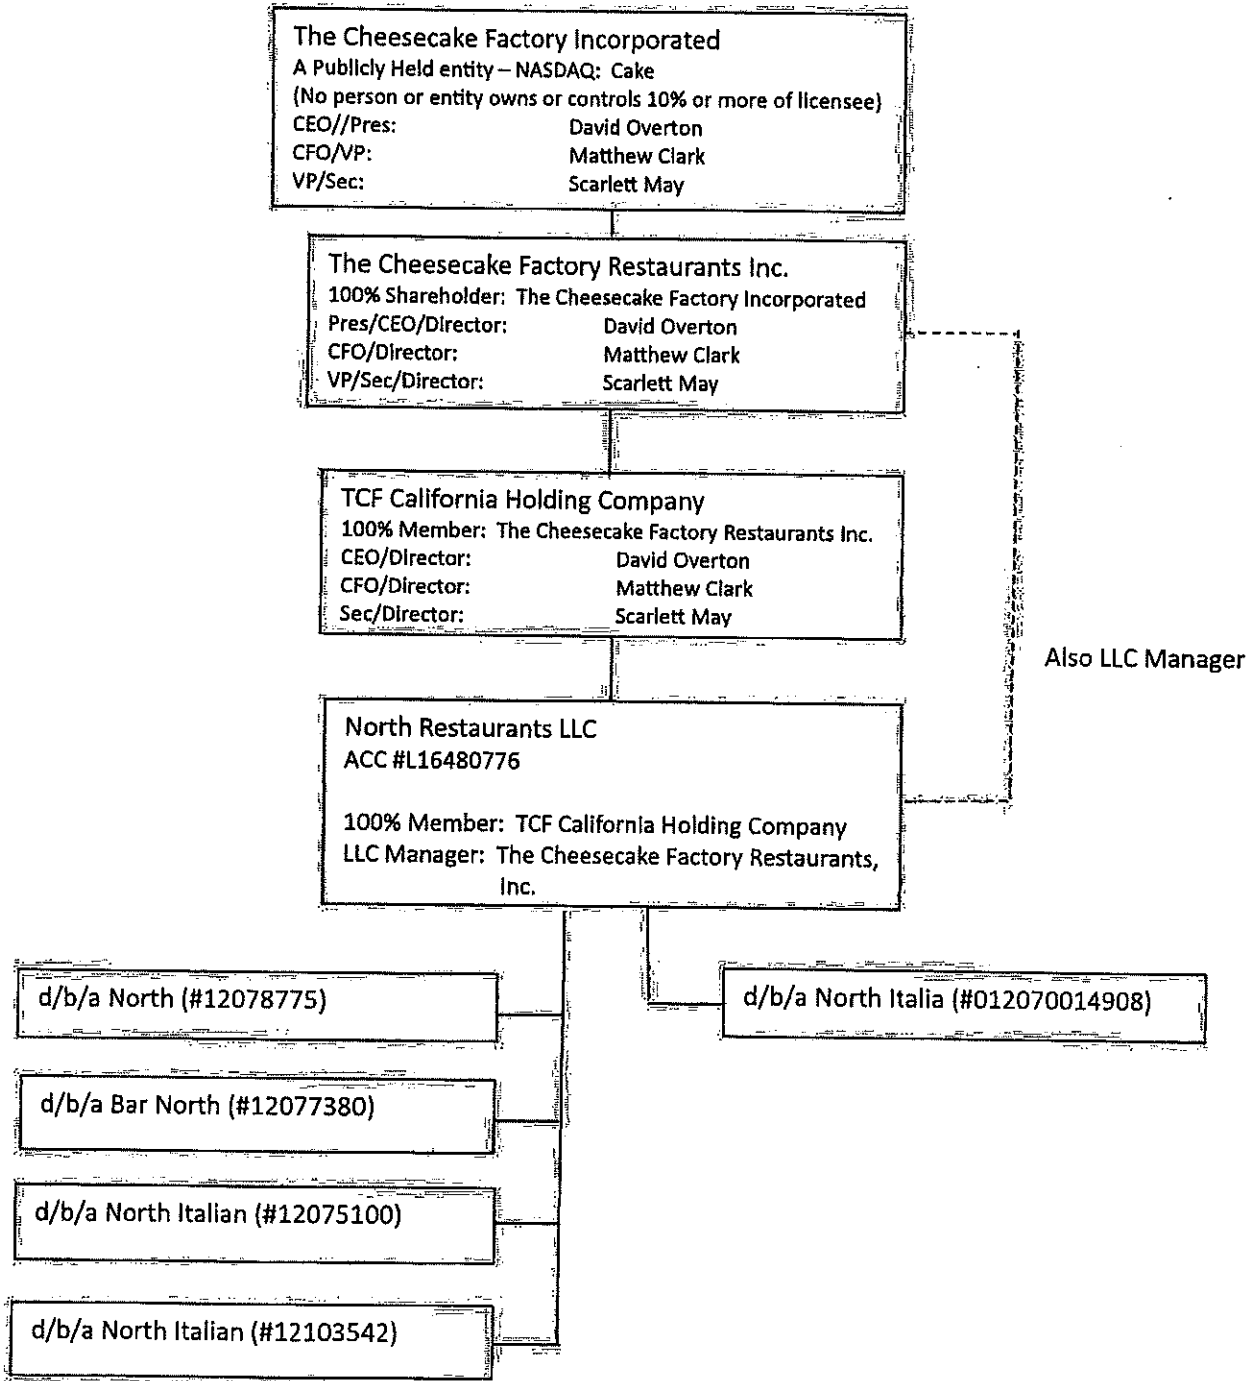 The Cheesecake Factory Incorporated
A Publicly Held entity – NASDAQ: Cake
(No person or entity owns or controls 10% or more of licensee)
CEO//Pres: David Overton
CFO/VP: Matthew Clark
VP/Sec: Scarlett May
The Cheesecake Factory Restaurants Inc.
100% Shareholder: The Cheesecake Factory Incorporated
Pres/CEO/Director: David Overton
CFO/Director: Matthew Clark
VP/Sec/Director: Scarlett May
TCF California Holding Company
100% Member: The Cheesecake Factory Restaurants Inc.
CEO/Director: David Overton
CFO/Director: Matthew Clark
Sec/Director: Scarlett May
Also LLC Manager
North Restaurants LLC
ACC #L16480776
100% Member: TCF California Holding Company
LLC Manager: The Cheesecake Factory Restaurants,
Inc.
d/b/a North (#12078775)
d/b/a North Italia (#012070014908)
d/b/a Bar North (#12077380)
d/b/a North Italian (#12075100)
d/b/a North Italian (#12103542)